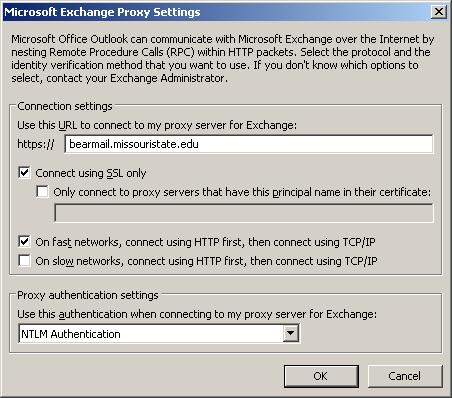 Microsoft Exchange Proxy Settings
Microsoft Office Outlook can communicate with Microsoft Exchange over the Internet by
nesting Remote Procedure Calls (RPC) within HTTP packets. Select the protocol and the
identity verification method that you want to use. If you don't know which options to
select, contact your Exchange Administrator.
Connection settings
Use this URL to connect to my proxy server for Exchange:
https:// bearmail.missouristate.edu
Connect using SSL only
Only connect to proxy servers that have this principal name in their certificate:
On fast networks, connect using HTTP first, then connect using TCP/IP
On slow networks, connect using HTTP first, then connect using TCP/IP
Proxy authentication settings
Use this authentication when connecting to my proxy server for Exchange:
NTLM Authentication
OK Cancel